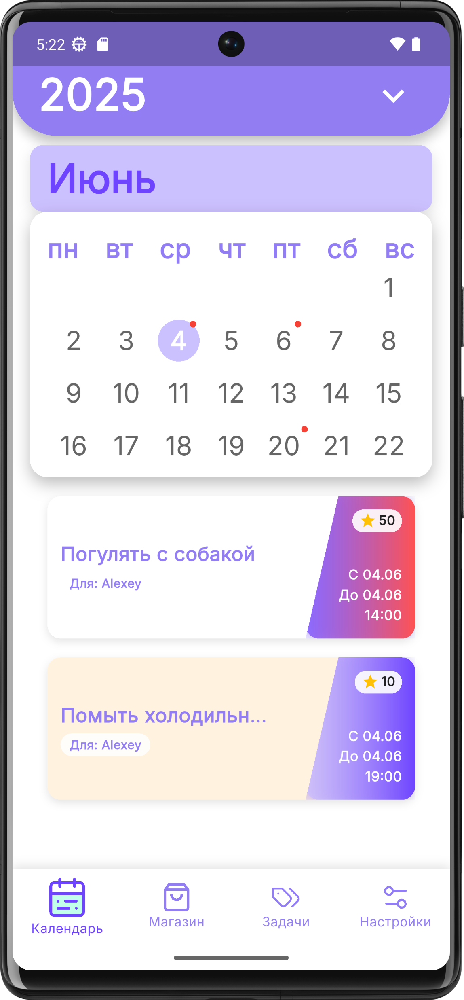 5:22
2025
Июнь
пн вт ср чт пт сб вс
1
2 3 4 5 6 7 8
9 10 11 12 13 14 15
16 17 18 19 20 21 22
50
Погулять с собакой
Для: Alexey
С 04.06
До 04.06
14:00
10
Помыть холодильн...
Для: Alexey
С 04.06
До 04.06
19:00
Календарь Магазин Задачи Настройки